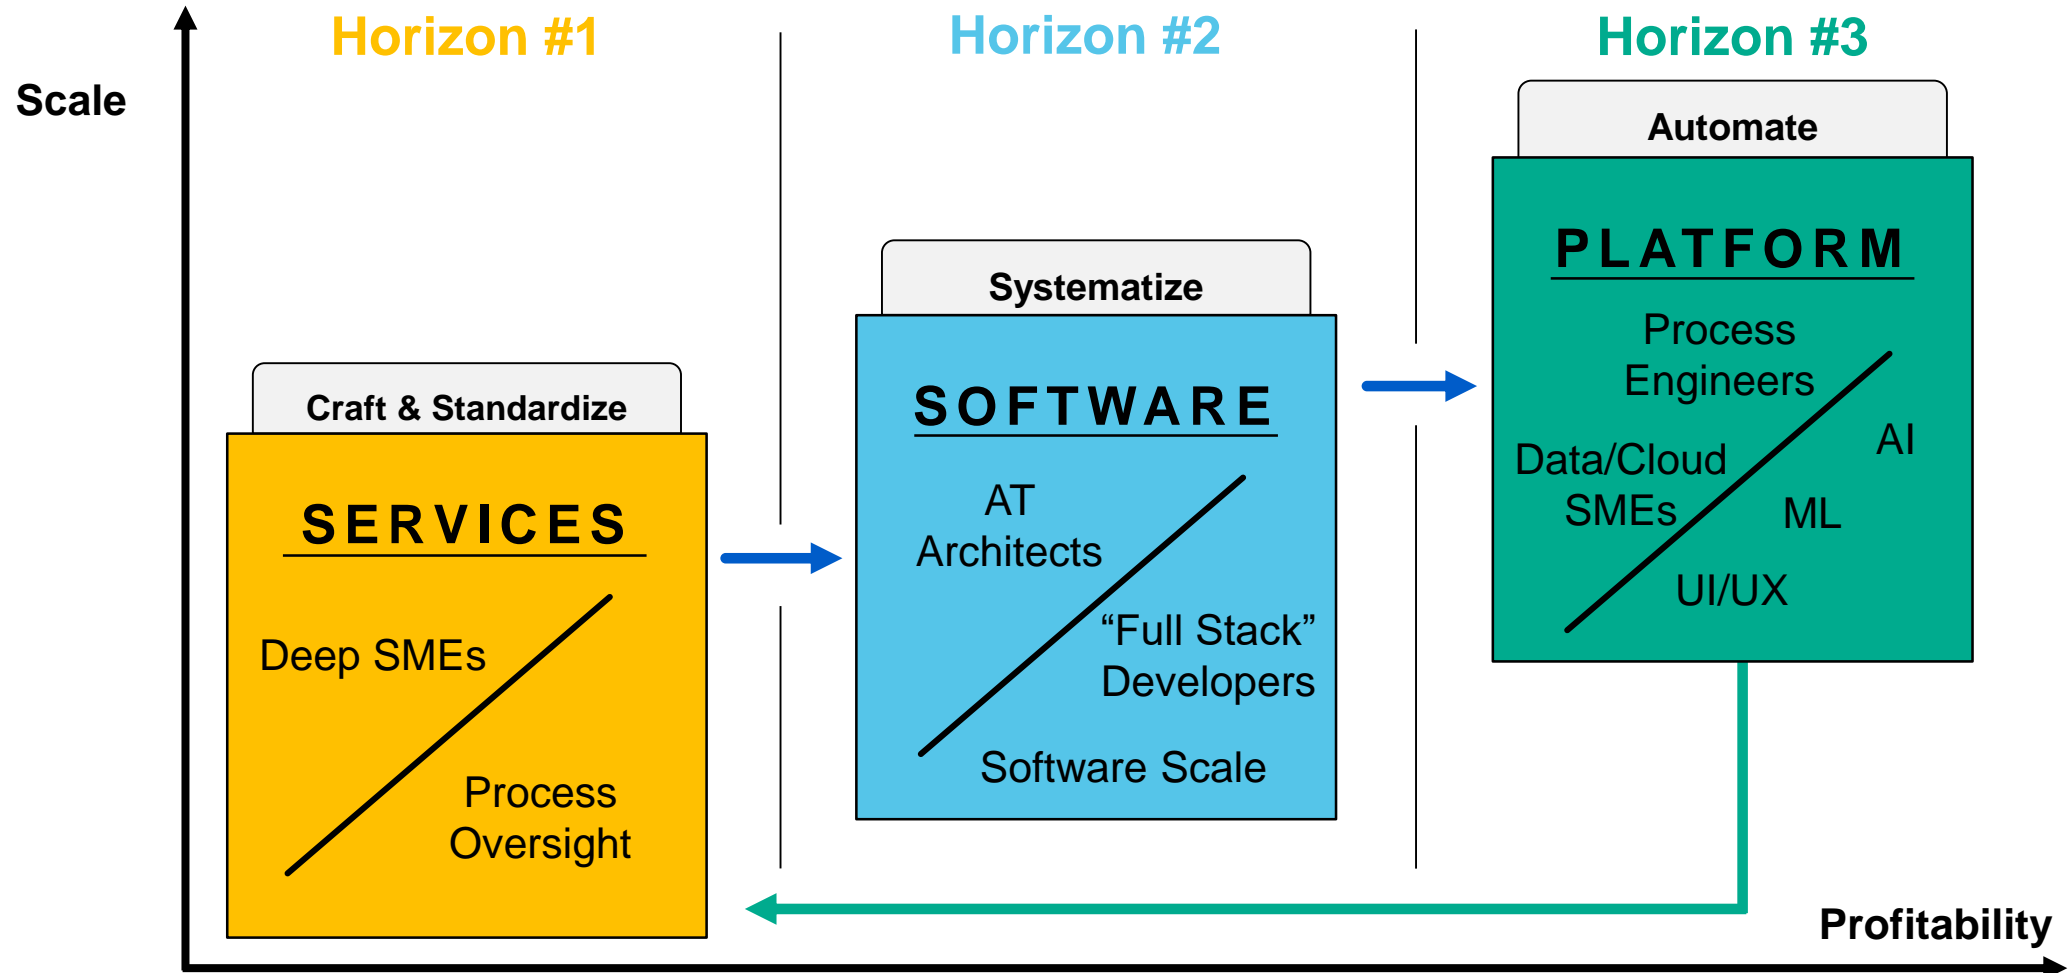 Horizon #1
Horizon #2
Horizon #3
Scale
Craft & Standardize
SERVICES
Deep SMEs
Process
Oversight
Systematize
SOFTWARE
AT
Architects
“Full Stack”
Developers
Software Scale
Automate
PLATFORM
Process
Engineers
Data/Cloud
SMEs
AI
ML
UI/UX
Profitability